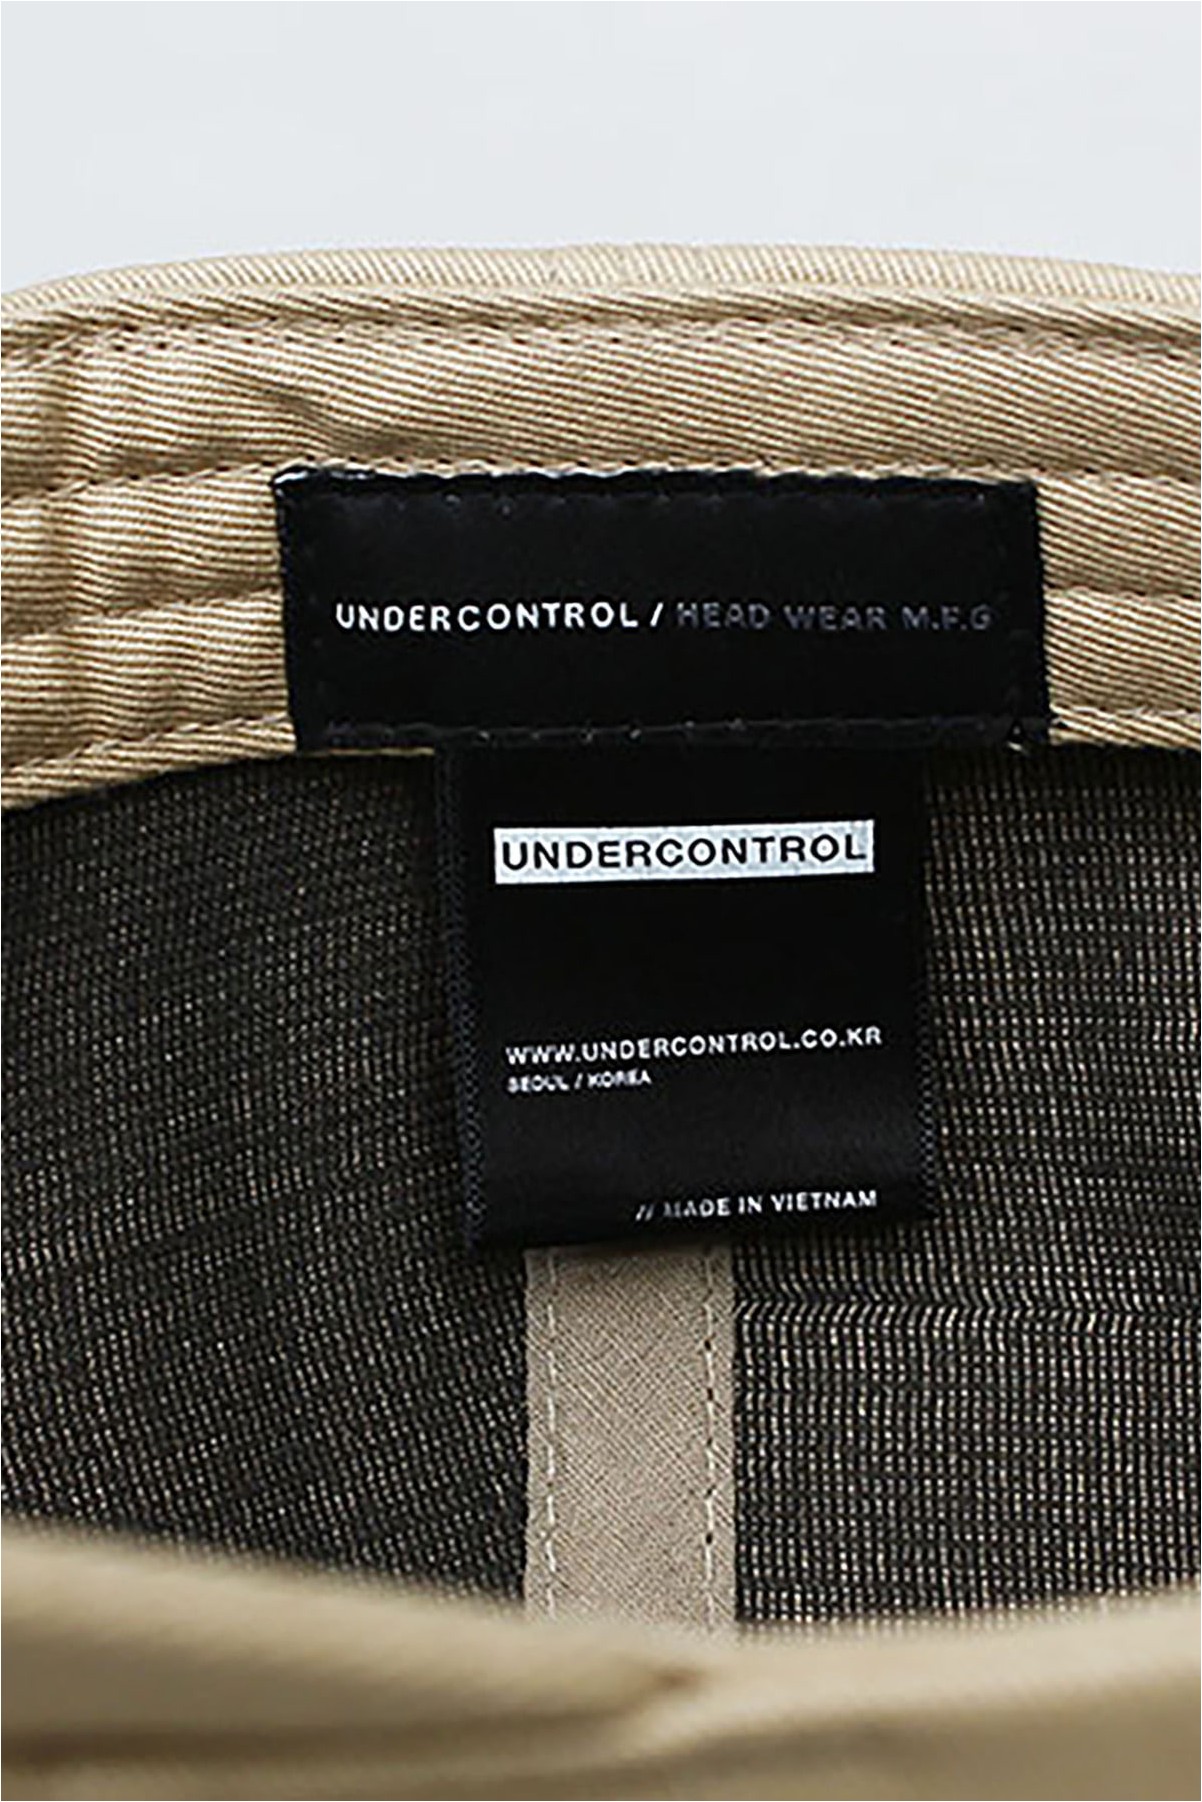 UNDERCONTROL / HEAD WEAR M.F.G
UNDERCONTROL
WWW.UNDERCONTROL.CO.KR
SEOUL / KOREA
// MADE IN VIETNAM